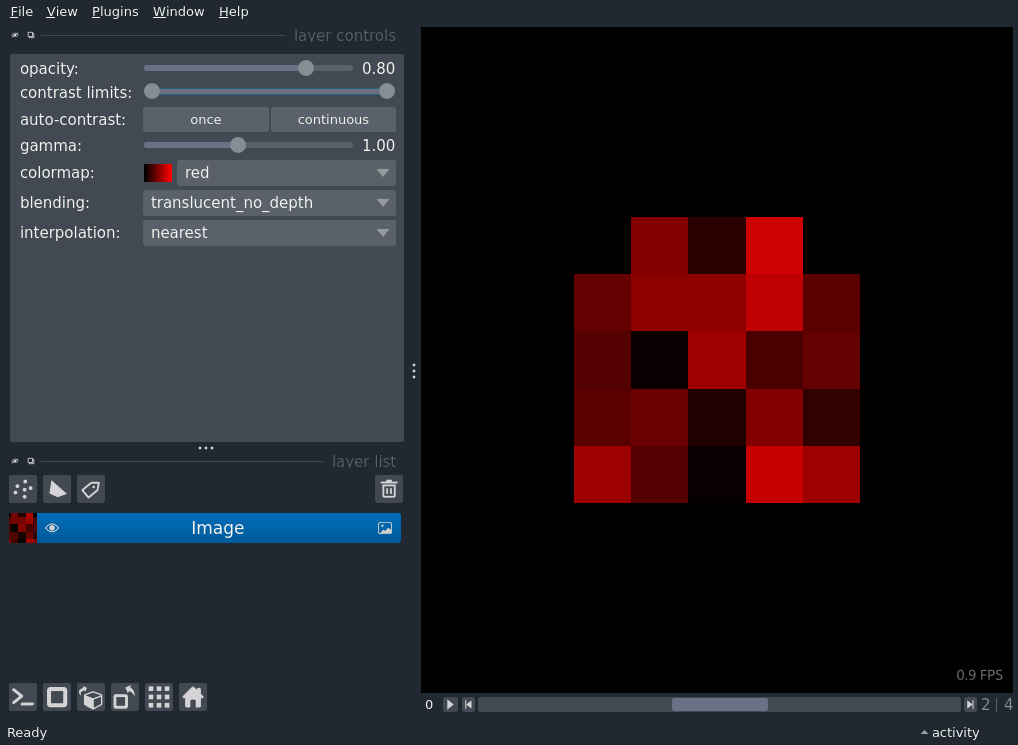 File View Plugins Window Help
layer controls
opacity: 0.80
contrast limits:
auto-contrast: once continuous
gamma: 1.00
colormap: red
blending: translucent_no_depth
interpolation: nearest
layer list
Image
0.9 FPS
0 2 | 4
Ready activity